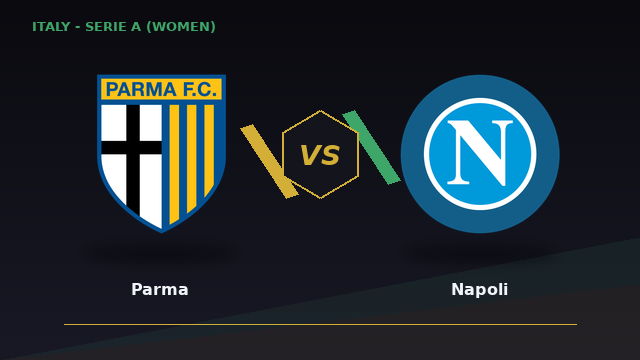 ITALY - SERIE A (WOMEN)
PARMA F.C.
VS
N
Parma
Napoli